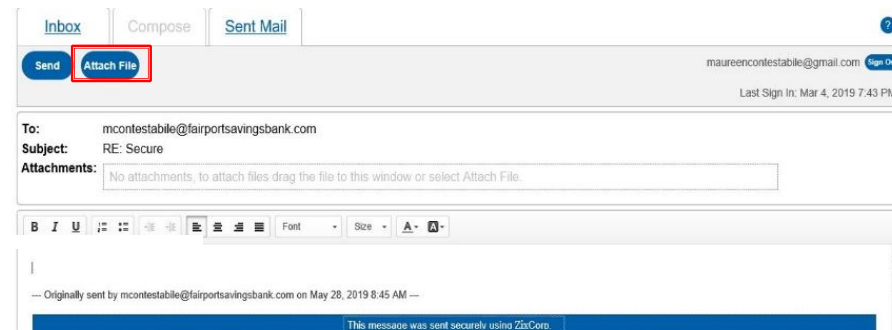 Inbox Compose Sent Mail ?
Send Attach File maureencontestabile@gmail.com Sign
Last Sign In: Mar 4, 2019 7:43 PM
To: mcontestabile@fairportsavingsbank.com
Subject: RE: Secure
Attachments: No attachments, to attach files drag the file to this window or select Attach File.
B I U Font Size A A
--- Originally sent by mcontestabile@fairportsavingsbank.com on May 28, 2019 8:45 AM ---
This message was sent securely using ZixCorp.